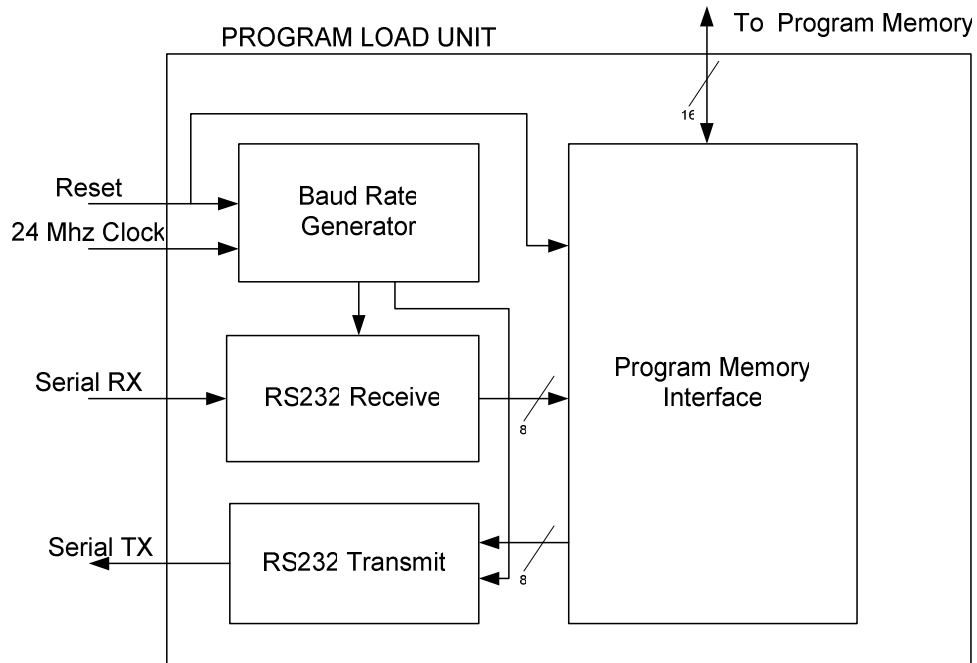 To Program Memory
PROGRAM LOAD UNIT
16
Reset
24 Mhz Clock
Baud Rate
Generator
Program Memory
Interface
Serial RX
RS232 Receive
8
Serial TX
RS232 Transmit
8